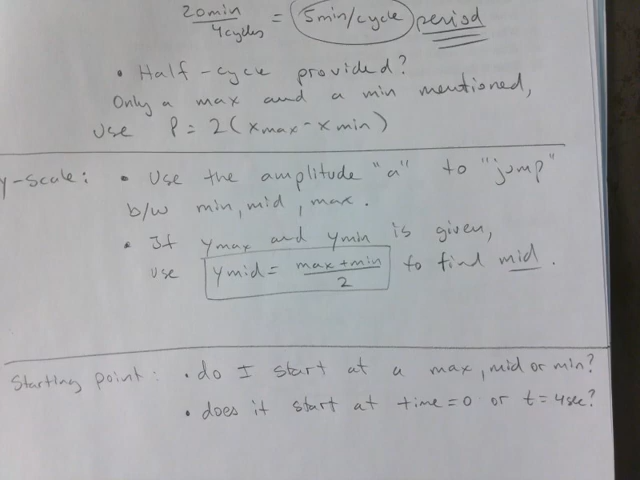 20min/4cycles = 5min/cycle period
• Half-cycle provided?
Only a max and a min mentioned,
Use P = 2(xmax - xmin)
y-scale: • Use the amplitude "a" to "jump"
b/w min, mid, max.
• If ymax and ymin is given,
use ymid = max+min/2 to find mid.
Starting point: • do I start at a max, mid or min?
• does it start at time=0 or t=4sec?